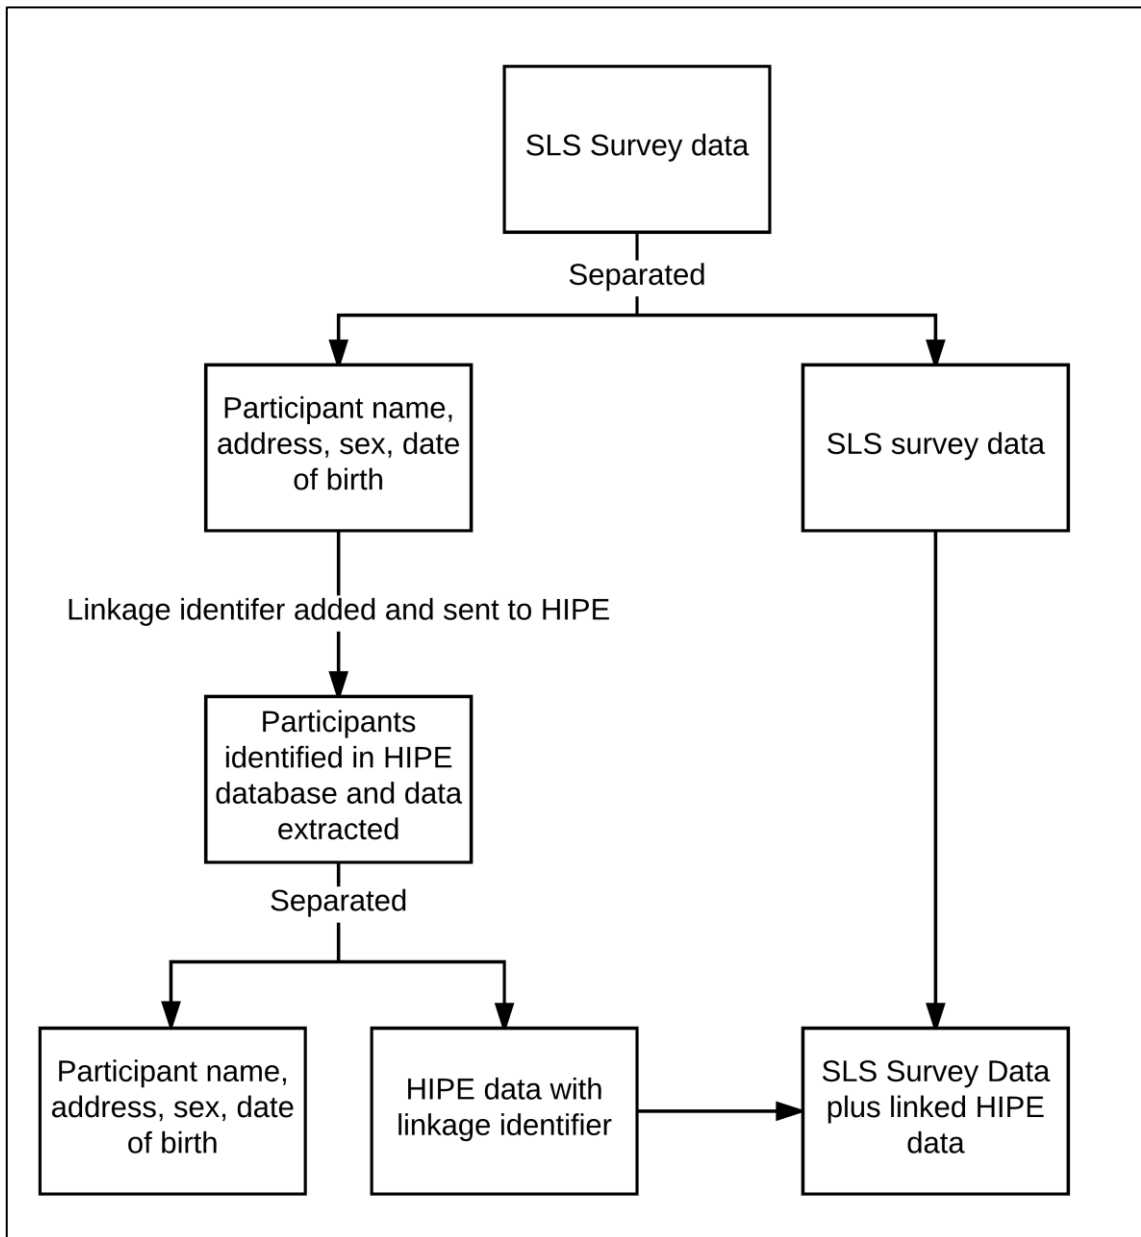 SLS Survey data
Separated
Participant name,
address, sex, date
of birth
SLS survey data
Linkage identifer added and sent to HIPE
Participants
identified in HIPE
database and data
extracted
Separated
Participant name,
address, sex, date
of birth
HIPE data with
linkage identifier
SLS Survey Data
plus linked HIPE
data